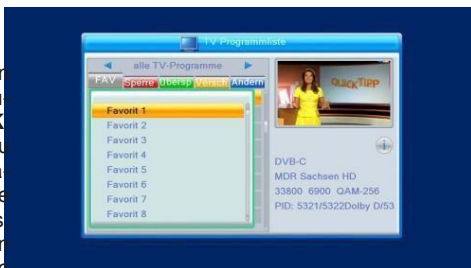 TV Programmliste
alle TV-Programme
FAV Sperre Übersp Versch Ändern
Favorit 1
Favorit 2
Favorit 3
Favorit 4
Favorit 5
Favorit 6
Favorit 7
Favorit 8
QUICK TIPP
DVB-C
MDR Sachsen HD
33800 6900 QAM-256
PID: 5321/5322Dolby D/53